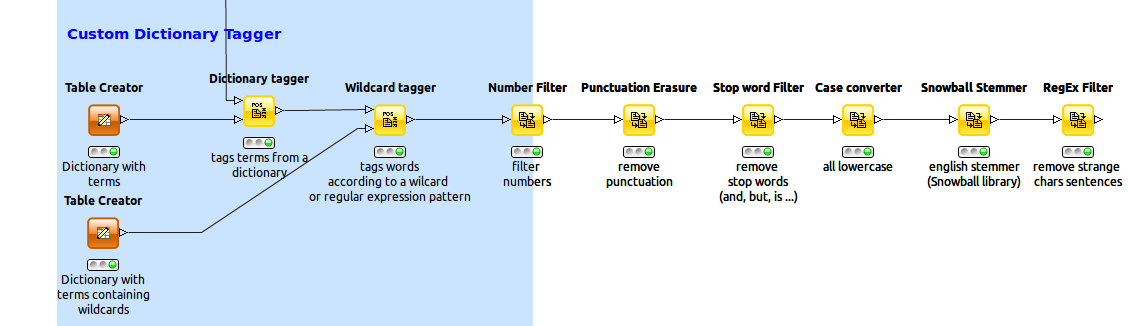 Custom Dictionary Tagger
Table Creator
Dictionary with
terms
Dictionary tagger
tags terms from a
dictionary
Wildcard tagger
tags words
according to a wilcard
or regular expression pattern
Number Filter
filter
numbers
Punctuation Erasure
remove
punctuation
Stop word Filter
remove
stop words
(and, but, is ...)
Case converter
all lowercase
Snowball Stemmer
english stemmer
(Snowball library)
RegEx Filter
remove strange
chars sentences
Table Creator
Dictionary with
terms containing
wildcards